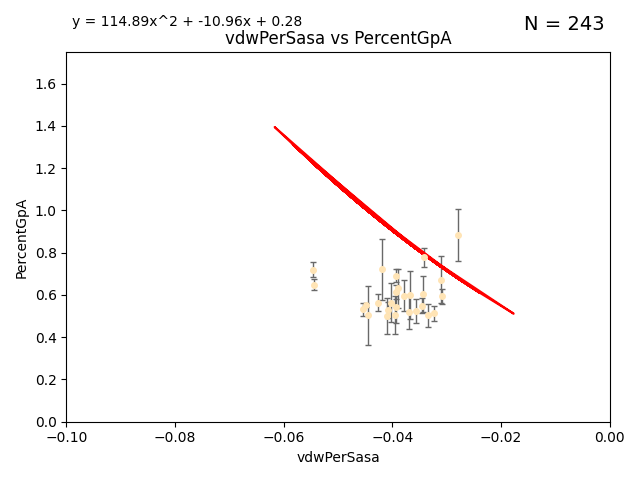 y = 114.89x^2 + -10.96x + 0.28
N = 243
vdwPerSasa vs PercentGpA
1.6
1.4
1.2
1.0
0.8
0.6
0.4
0.2
0.0
PercentGpA
−0.10 −0.08 −0.06 −0.04 −0.02 0.00
vdwPerSasa